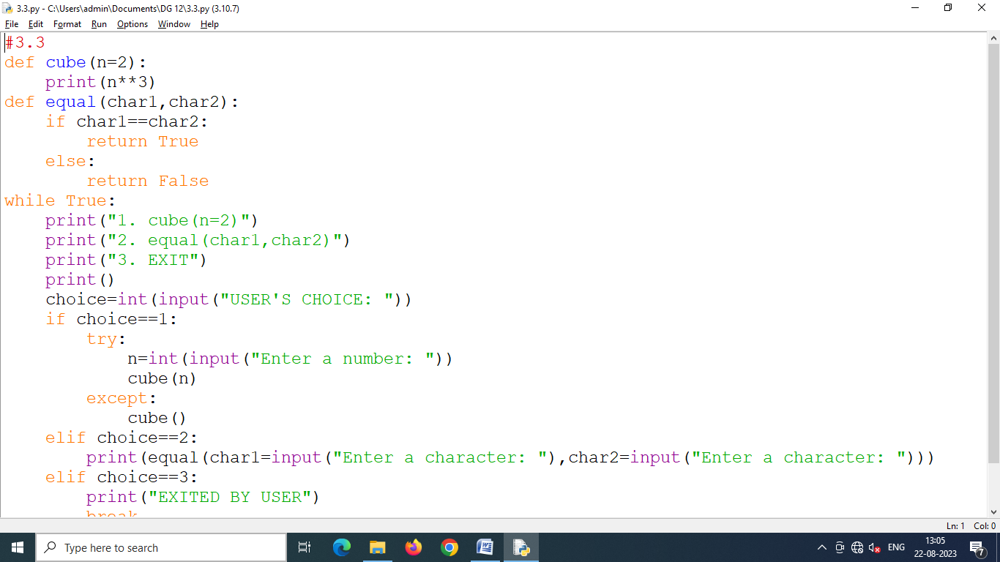 3.3.py - C:\Users\admin\Documents\DG 12\3.3.py (3.10.7)
File Edit Format Run Options Window Help
#3.3
def cube(n=2):
    print(n**3)
def equal(char1,char2):
    if char1==char2:
        return True
    else:
        return False
while True:
    print("1. cube(n=2)")
    print("2. equal(char1,char2)")
    print("3. EXIT")
    print()
    choice=int(input("USER'S CHOICE: "))
    if choice==1:
        try:
            n=int(input("Enter a number: "))
            cube(n)
        except:
            cube()
    elif choice==2:
        print(equal(char1=input("Enter a character: "),char2=input("Enter a character: ")))
    elif choice==3:
        print("EXITED BY USER")
        break
Ln: 1 Col: 0
Type here to search
ENG
13:05
22-08-2023
7